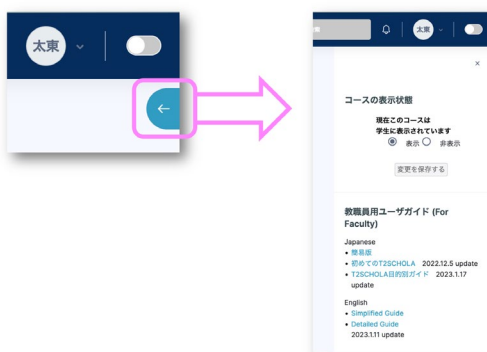 太東
太東
×
コースの表示状態
現在このコースは
学生に表示されています
表示 非表示
変更を保存する
教職員用ユーザガイド (For
Faculty)
Japanese
• 簡易版
• 初めてのT2SCHOLA 2022.12.5 update
• T2SCHOLA目的別ガイド 2023.1.17
update
English
• Simplified Guide
• Detailed Guide
2023.1.11 update